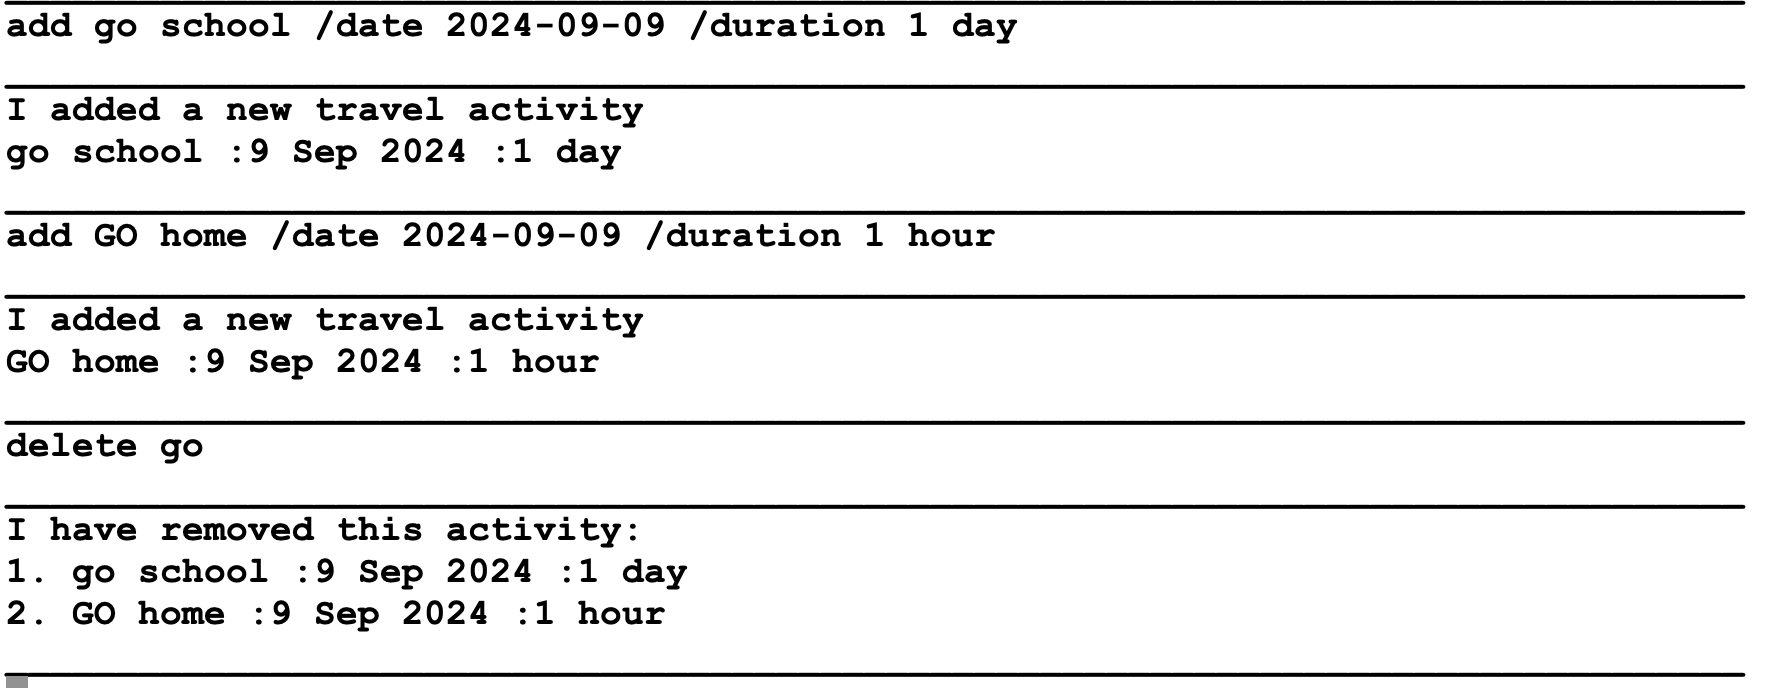 add go school /date 2024-09-09 /duration 1 day
I added a new travel activity
go school :9 Sep 2024 :1 day
add GO home /date 2024-09-09 /duration 1 hour
I added a new travel activity
GO home :9 Sep 2024 :1 hour
delete go
I have removed this activity:
1. go school :9 Sep 2024 :1 day
2. GO home :9 Sep 2024 :1 hour